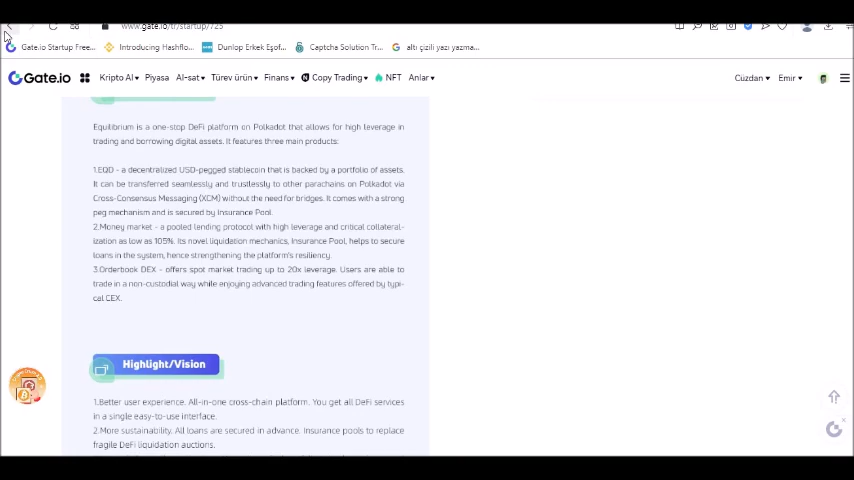 www.gate.io/tr/startup/725
Gate.io Startup Free...
Introducing Hashflo...
Dunlop Erkek Eşof...
Captcha Solution Tr...
altı çizili yazı yazma...
Gate.io
Kripto Al
Piyasa
Al-sat
Türev ürün
Finans
Copy Trading
NFT
Anlar
Cüzdan
Emir
Equilibrium is a one-stop DeFi platform on Polkadot that allows for high leverage in
trading and borrowing digital assets. It features three main products:
1.EQD - a decentralized USD-pegged stablecoin that is backed by a portfolio of assets.
It can be transferred seamlessly and trustlessly to other parachains on Polkadot via
Cross-Consensus Messaging (XCM) without the need for bridges. It comes with a strong
peg mechanism and is secured by Insurance Pool.
2.Money market - a pooled lending protocol with high leverage and critical collateral-
ization as low as 105%. Its novel liquidation mechanics, Insurance Pool, helps to secure
loans in the system, hence strengthening the platform's resiliency.
3.Orderbook DEX - offers spot market trading up to 20x leverage. Users are able to
trade in a non-custodial way while enjoying advanced trading features offered by typi-
cal CEX.
Highlight/Vision
1.Better user experience. All-in-one cross-chain platform. You get all DeFi services
in a single easy-to-use interface.
2.More sustainability. All loans are secured in advance. Insurance pools to replace
fragile DeFi liquidation auctions.